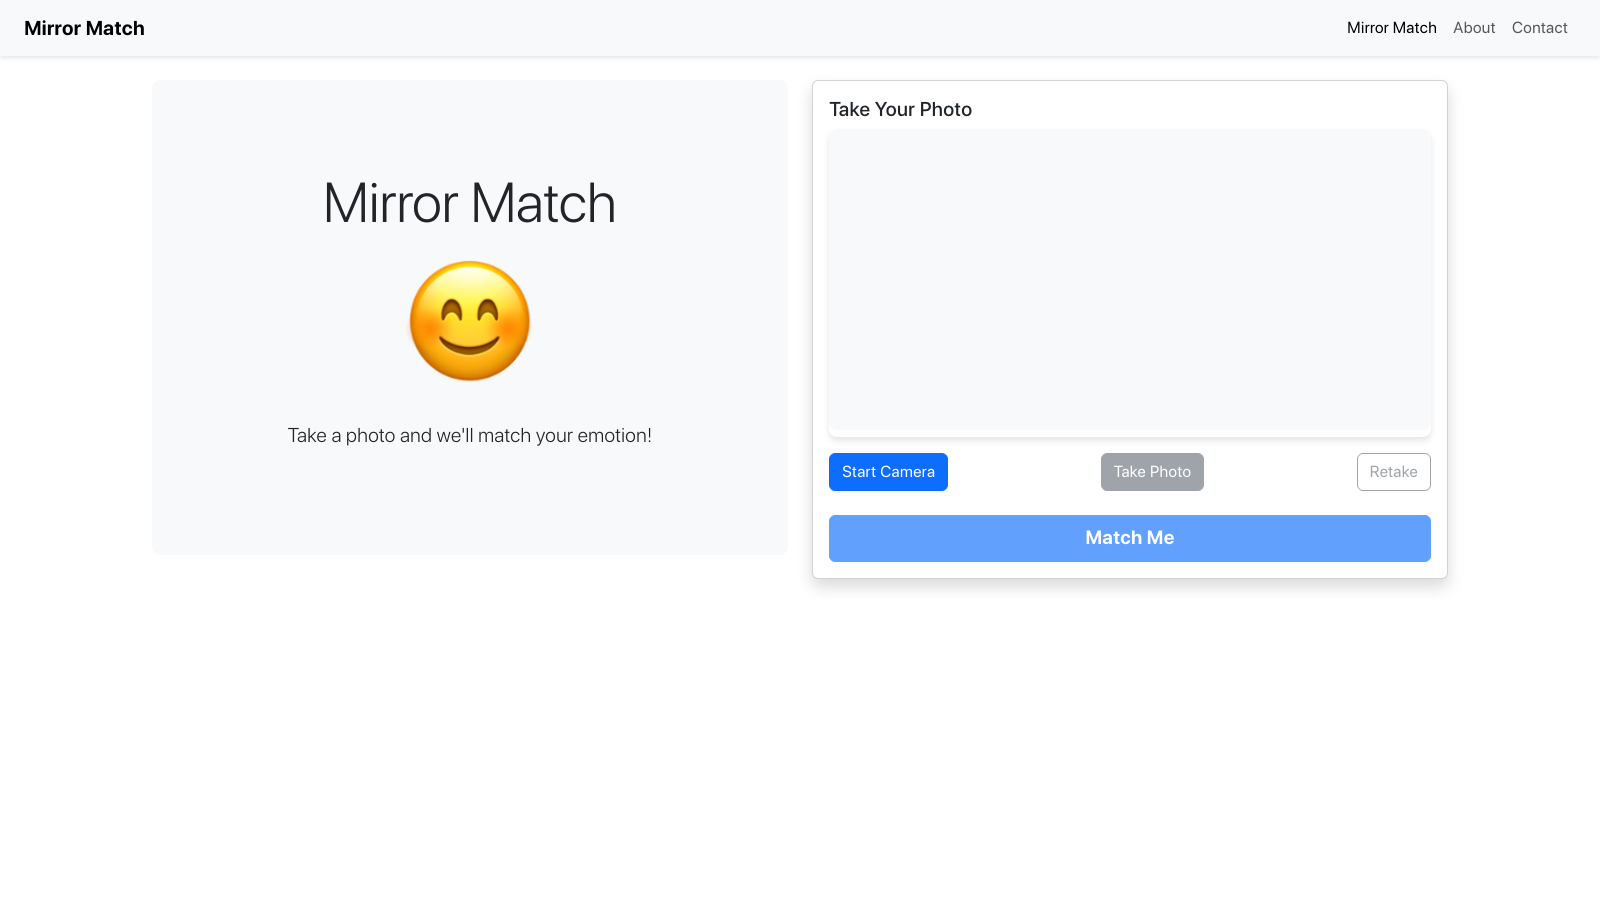 Mirror Match
Mirror Match About Contact
Mirror Match
Take a photo and we'll match your emotion!
Take Your Photo
Start Camera
Take Photo
Retake
Match Me